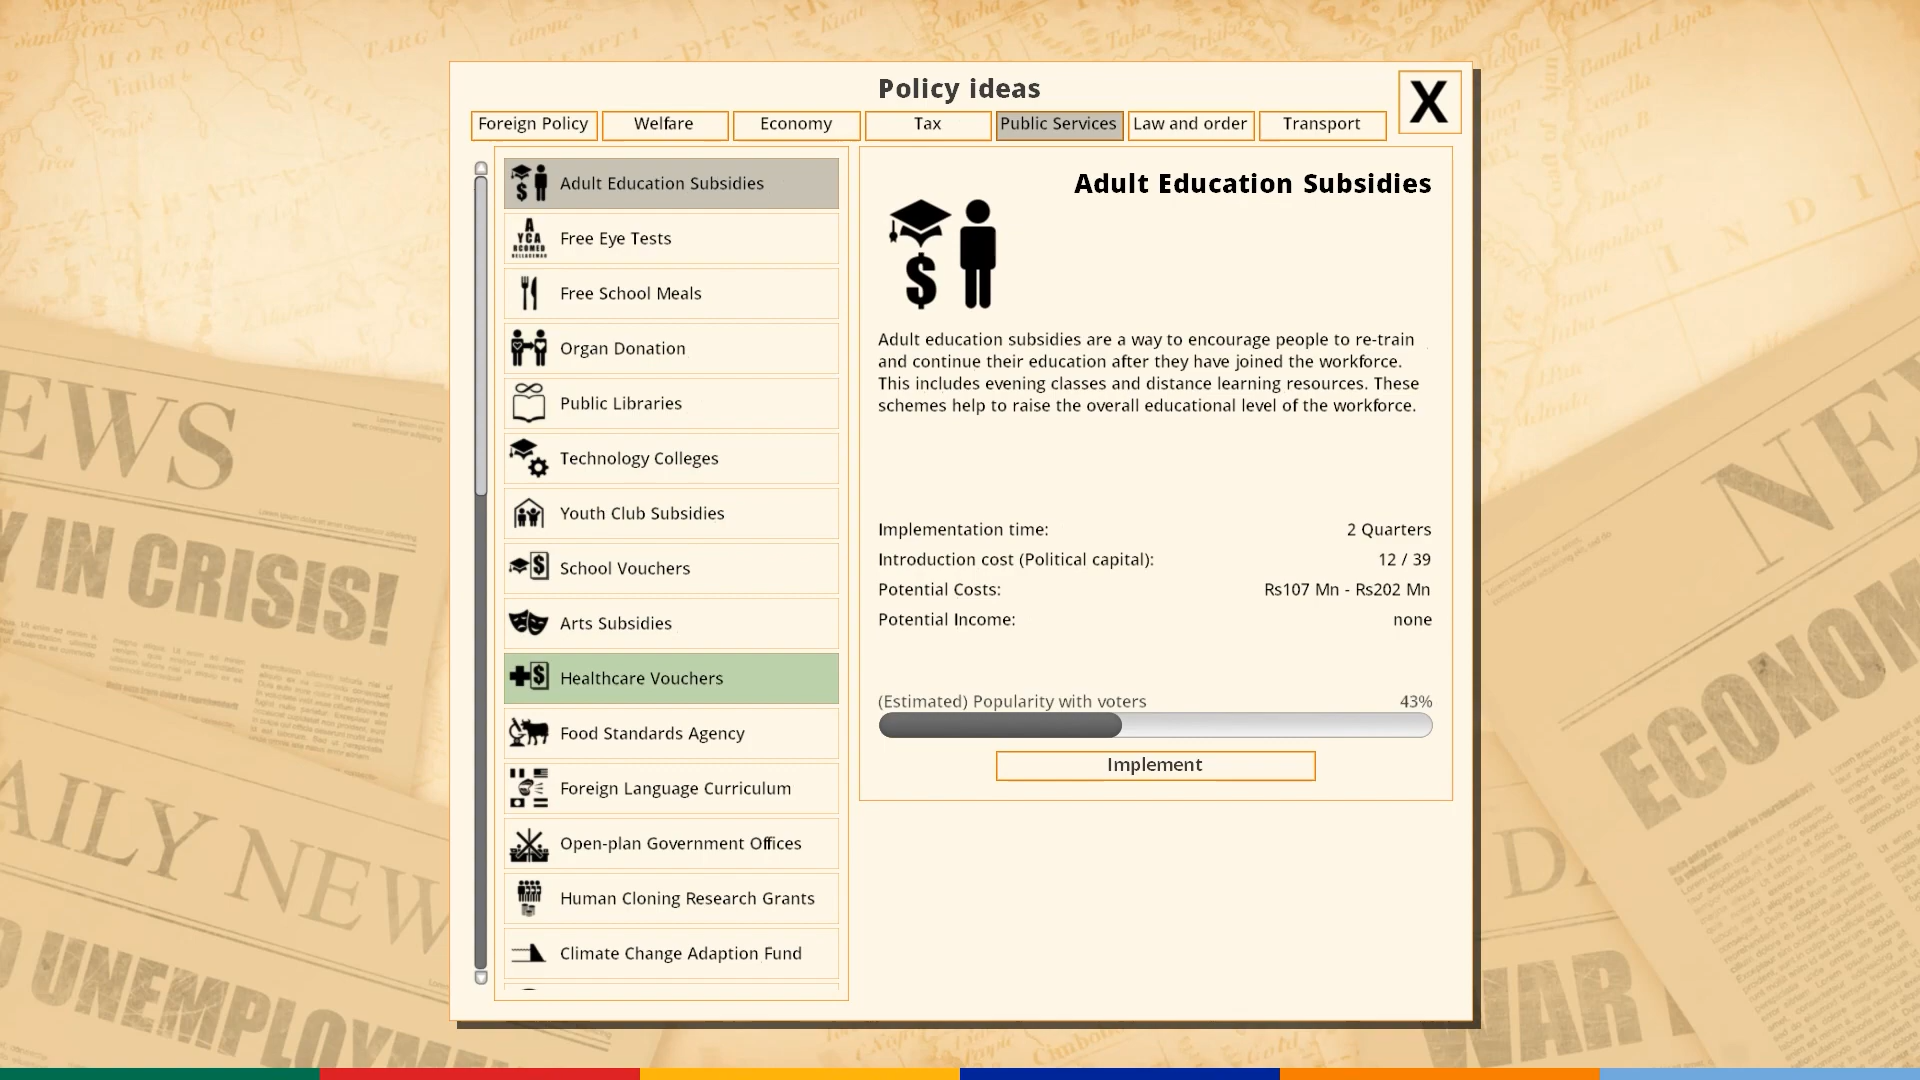 Policy ideas
X
Foreign Policy
Welfare
Economy
Tax
Public Services
Law and order
Transport
Adult Education Subsidies
Free Eye Tests
Free School Meals
Organ Donation
Public Libraries
Technology Colleges
Youth Club Subsidies
School Vouchers
Arts Subsidies
Healthcare Vouchers
Food Standards Agency
Foreign Language Curriculum
Open-plan Government Offices
Human Cloning Research Grants
Climate Change Adaption Fund
Adult Education Subsidies
Adult education subsidies are a way to encourage people to re-train
and continue their education after they have joined the workforce.
This includes evening classes and distance learning resources. These
schemes help to raise the overall educational level of the workforce.
Implementation time: 2 Quarters
Introduction cost (Political capital): 12 / 39
Potential Costs: Rs107 Mn - Rs202 Mn
Potential Income: none
(Estimated) Popularity with voters 43%
Implement
EWS
Y IN CRISIS!
AILY NEW
UNEMPLOYM
NE
ECONOM
WAR